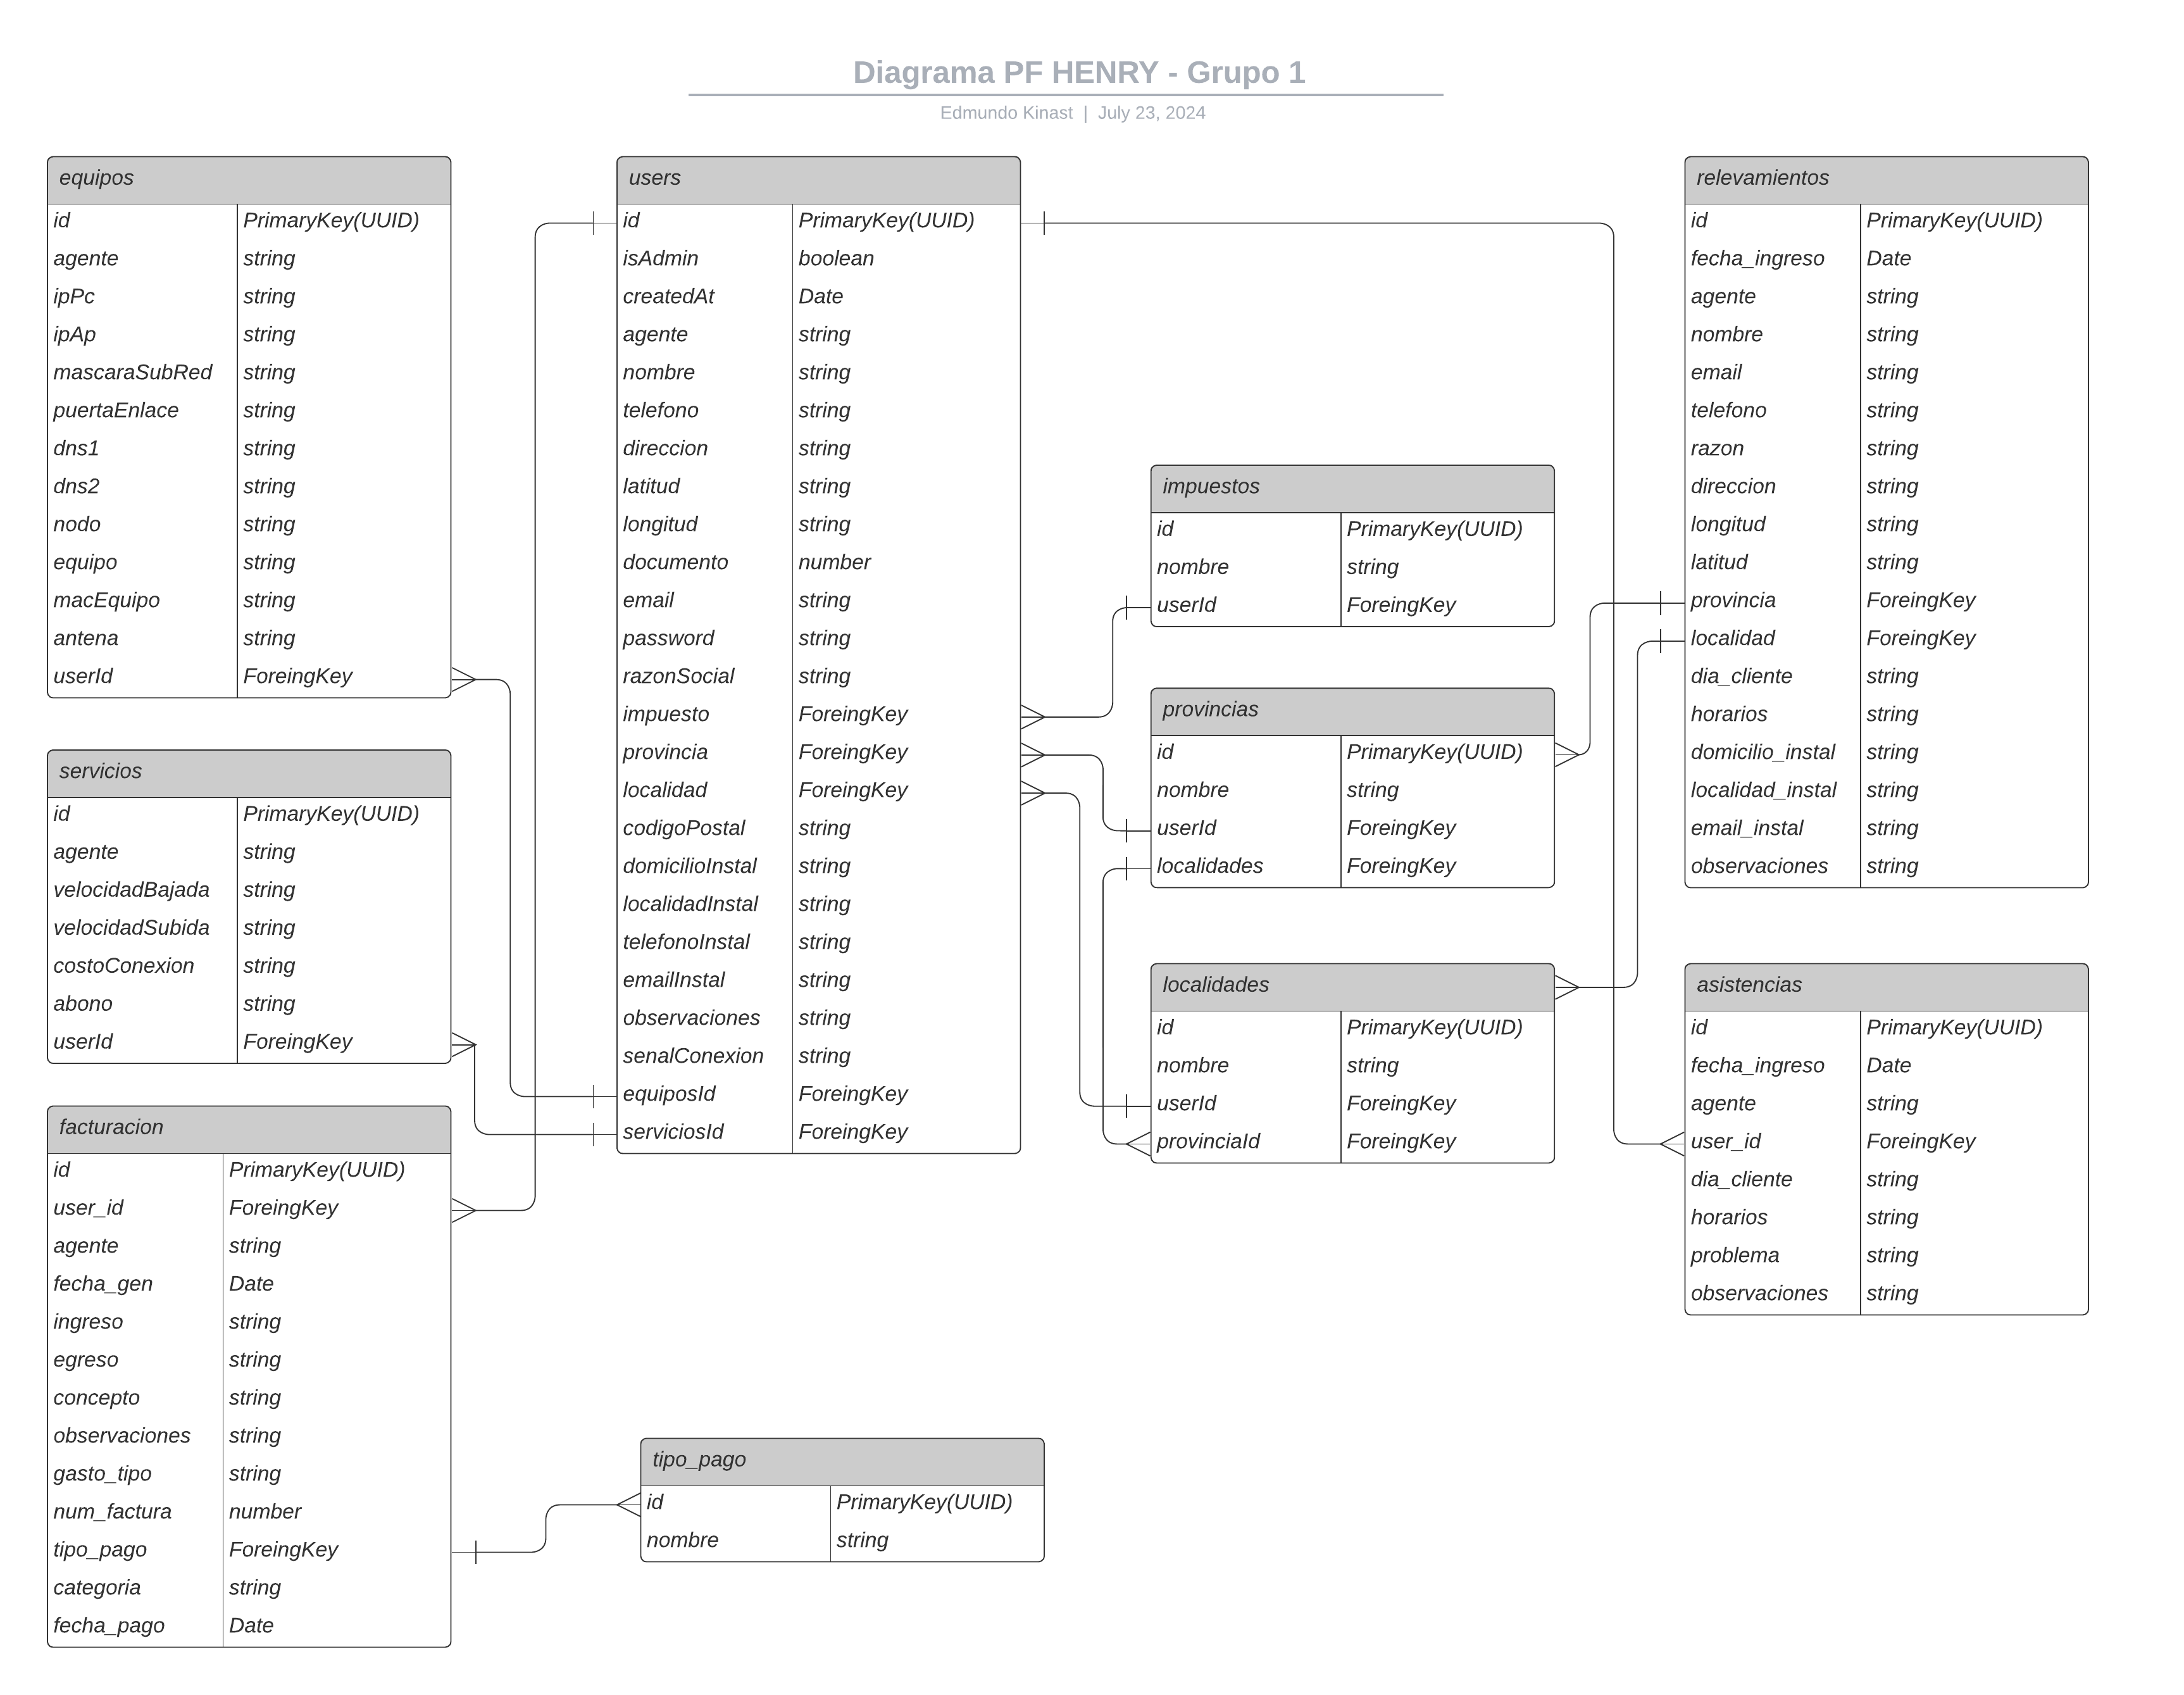 Diagrama PF HENRY - Grupo 1
Edmundo Kinast | July 23, 2024
equipos
id PrimaryKey(UUID)
agente string
ipPc string
ipAp string
mascaraSubRed string
puertaEnlace string
dns1 string
dns2 string
nodo string
equipo string
macEquipo string
antena string
userId ForeingKey
servicios
id PrimaryKey(UUID)
agente string
velocidadBajada string
velocidadSubida string
costoConexion string
abono string
userId ForeingKey
facturacion
id PrimaryKey(UUID)
user_id ForeingKey
agente string
fecha_gen Date
ingreso string
egreso string
concepto string
observaciones string
gasto_tipo string
num_factura number
tipo_pago ForeingKey
categoria string
fecha_pago Date
users
id PrimaryKey(UUID)
isAdmin boolean
createdAt Date
agente string
nombre string
telefono string
direccion string
latitud string
longitud string
documento number
email string
password string
razonSocial string
impuesto ForeingKey
provincia ForeingKey
localidad ForeingKey
codigoPostal string
domicilioInstal string
localidadInstal string
telefonoInstal string
emailInstal string
observaciones string
senalConexion string
equiposId ForeingKey
serviciosId ForeingKey
tipo_pago
id PrimaryKey(UUID)
nombre string
impuestos
id PrimaryKey(UUID)
nombre string
userId ForeingKey
provincias
id PrimaryKey(UUID)
nombre string
userId ForeingKey
localidades ForeingKey
localidades
id PrimaryKey(UUID)
nombre string
userId ForeingKey
provinciaId ForeingKey
relevamientos
id PrimaryKey(UUID)
fecha_ingreso Date
agente string
nombre string
email string
telefono string
razon string
direccion string
longitud string
latitud string
provincia ForeingKey
localidad ForeingKey
dia_cliente string
horarios string
domicilio_instal string
localidad_instal string
email_instal string
observaciones string
asistencias
id PrimaryKey(UUID)
fecha_ingreso Date
agente string
user_id ForeingKey
dia_cliente string
horarios string
problema string
observaciones string